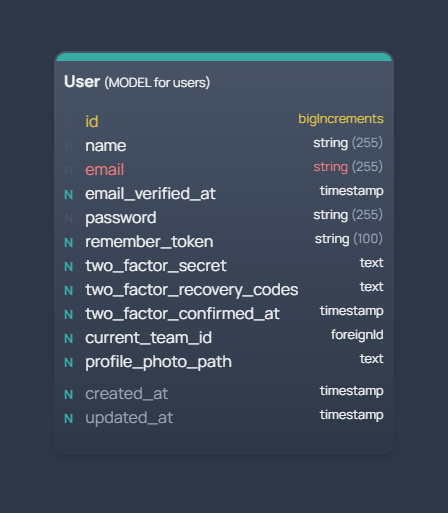 User (MODEL for users)
N id bigIncrements
N name string (255)
N email string (255)
N email_verified_at timestamp
N password string (255)
N remember_token string (100)
N two_factor_secret text
N two_factor_recovery_codes text
N two_factor_confirmed_at timestamp
N current_team_id foreignId
N profile_photo_path text
N created_at timestamp
N updated_at timestamp